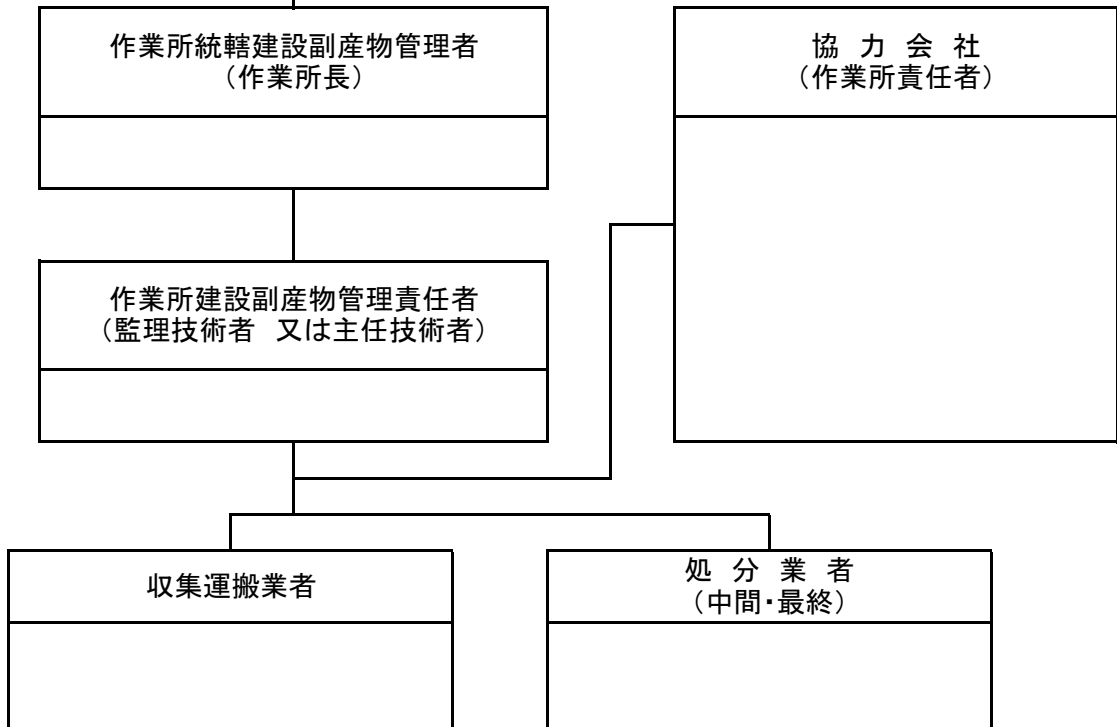 作業所統轄建設副産物管理者
（作業所長）
協 力 会 社
（作業所責任者）
作業所建設副産物管理責任者
（監理技術者　又は主任技術者）
収集運搬業者
処 分 業 者
（中間・最終）